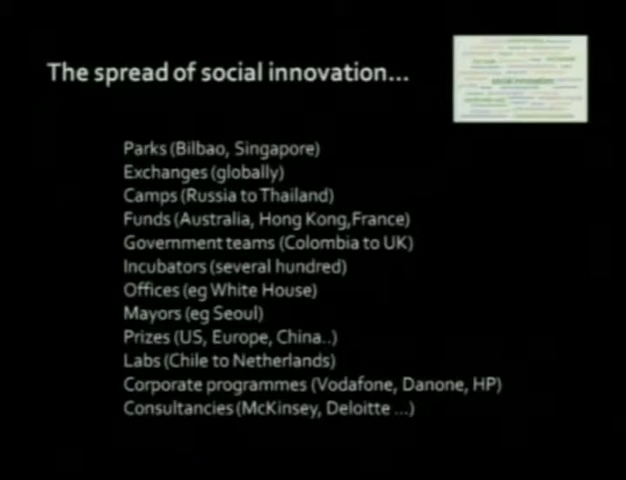 The spread of social innovation...
Parks (Bilbao, Singapore)
Exchanges (globally)
Camps (Russia to Thailand)
Funds (Australia, Hong Kong,France)
Government teams (Colombia to UK)
Incubators (several hundred)
Offices (eg White House)
Mayors (eg Seoul)
Prizes (US, Europe, China..)
Labs (Chile to Netherlands)
Corporate programmes (Vodafone, Danone, HP)
Consultancies (McKinsey, Deloitte ...)